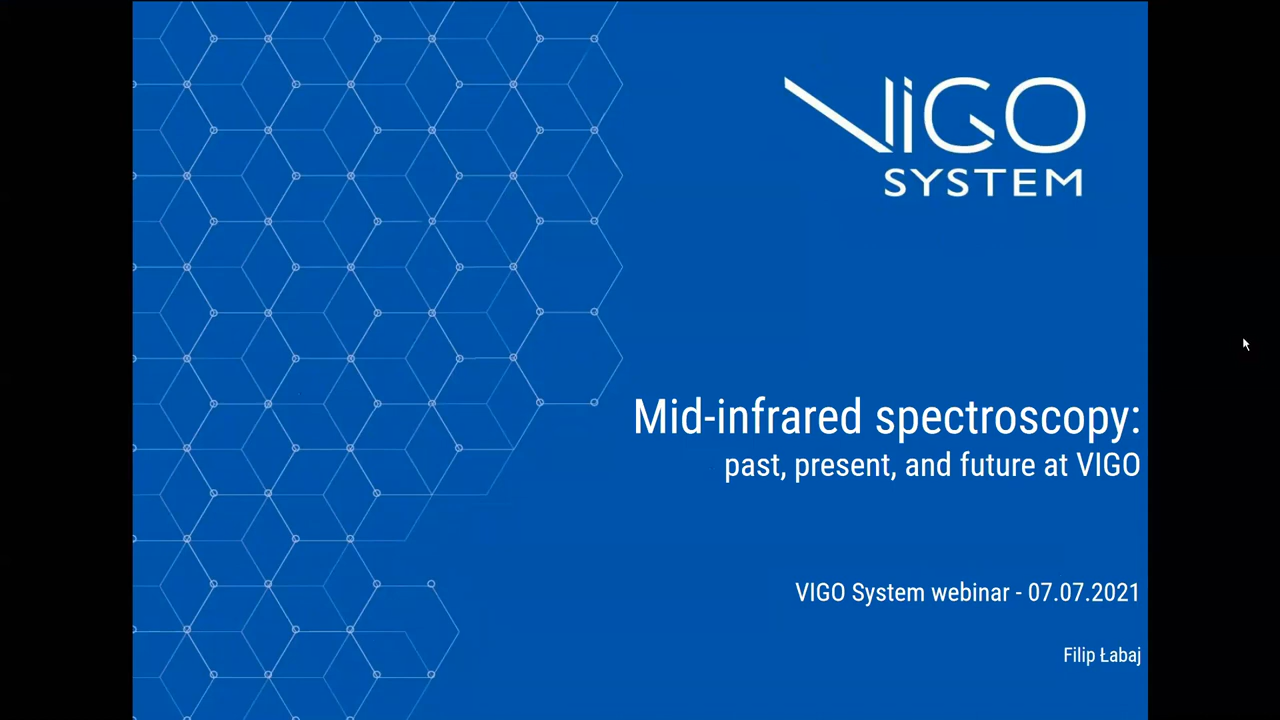 VIGO
SYSTEM
Mid-infrared spectroscopy:
past, present, and future at VIGO
VIGO System webinar - 07.07.2021
Filip Łabaj